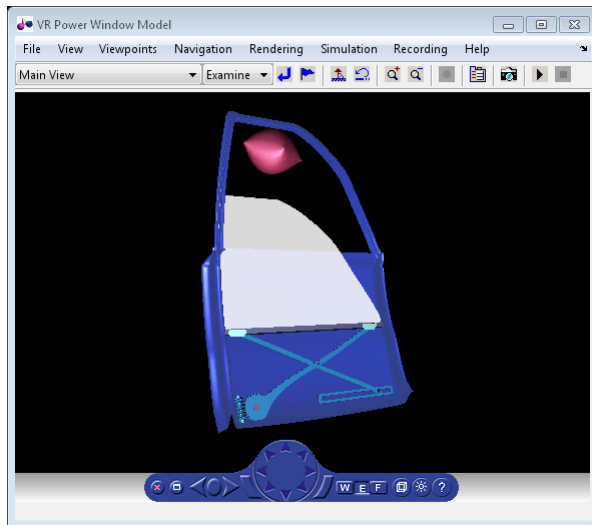 VR Power Window Model
File View Viewpoints Navigation Rendering Simulation Recording Help
Main View Examine
W E F ?